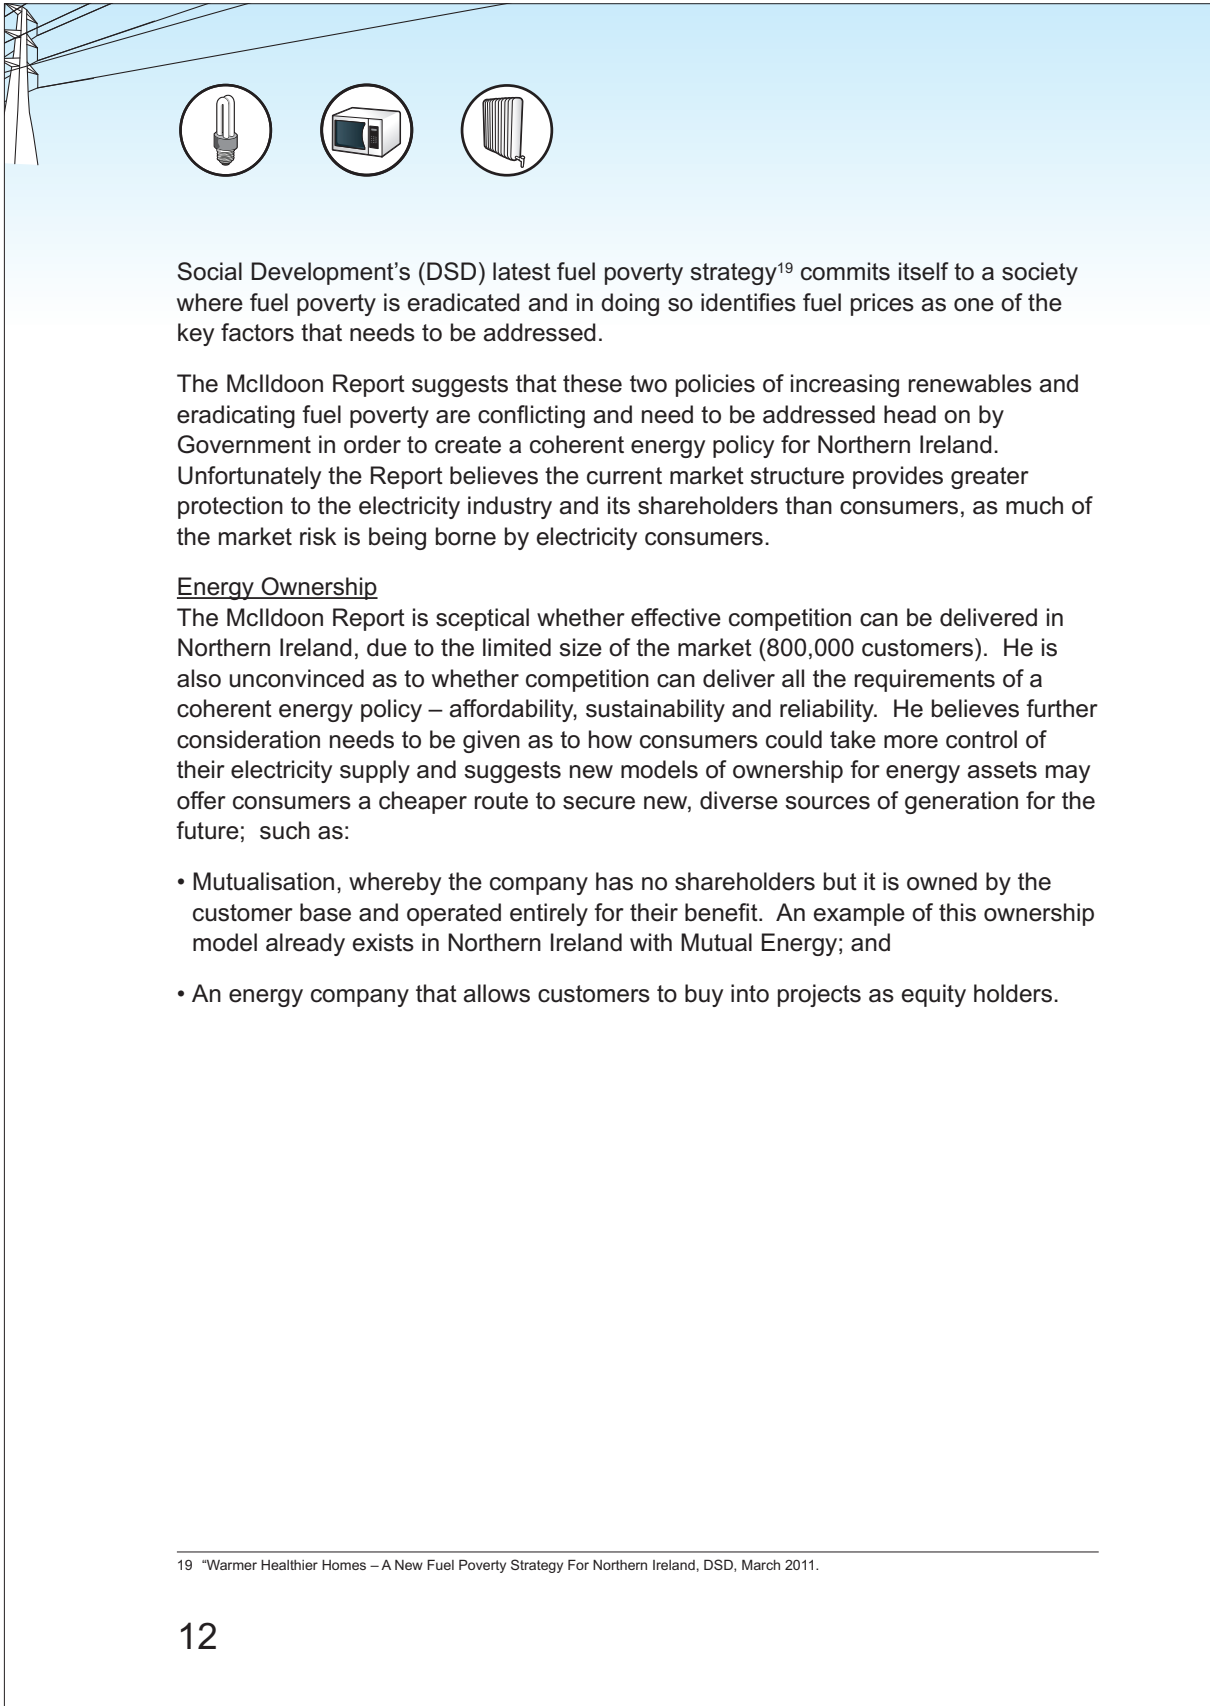 Social Development's (DSD) latest fuel poverty strategy19 commits itself to a society
where fuel poverty is eradicated and in doing so identifies fuel prices as one of the
key factors that needs to be addressed.
The McIldoon Report suggests that these two policies of increasing renewables and
eradicating fuel poverty are conflicting and need to be addressed head on by
Government in order to create a coherent energy policy for Northern Ireland.
Unfortunately the Report believes the current market structure provides greater
protection to the electricity industry and its shareholders than consumers, as much of
the market risk is being borne by electricity consumers.
Energy Ownership
The McIldoon Report is sceptical whether effective competition can be delivered in
Northern Ireland, due to the limited size of the market (800,000 customers).  He is
also unconvinced as to whether competition can deliver all the requirements of a
coherent energy policy – affordability, sustainability and reliability.  He believes further
consideration needs to be given as to how consumers could take more control of
their electricity supply and suggests new models of ownership for energy assets may
offer consumers a cheaper route to secure new, diverse sources of generation for the
future;  such as:
• Mutualisation, whereby the company has no shareholders but it is owned by the
customer base and operated entirely for their benefit.  An example of this ownership
model already exists in Northern Ireland with Mutual Energy; and
• An energy company that allows customers to buy into projects as equity holders.
19  “Warmer Healthier Homes – A New Fuel Poverty Strategy For Northern Ireland, DSD, March 2011.
12